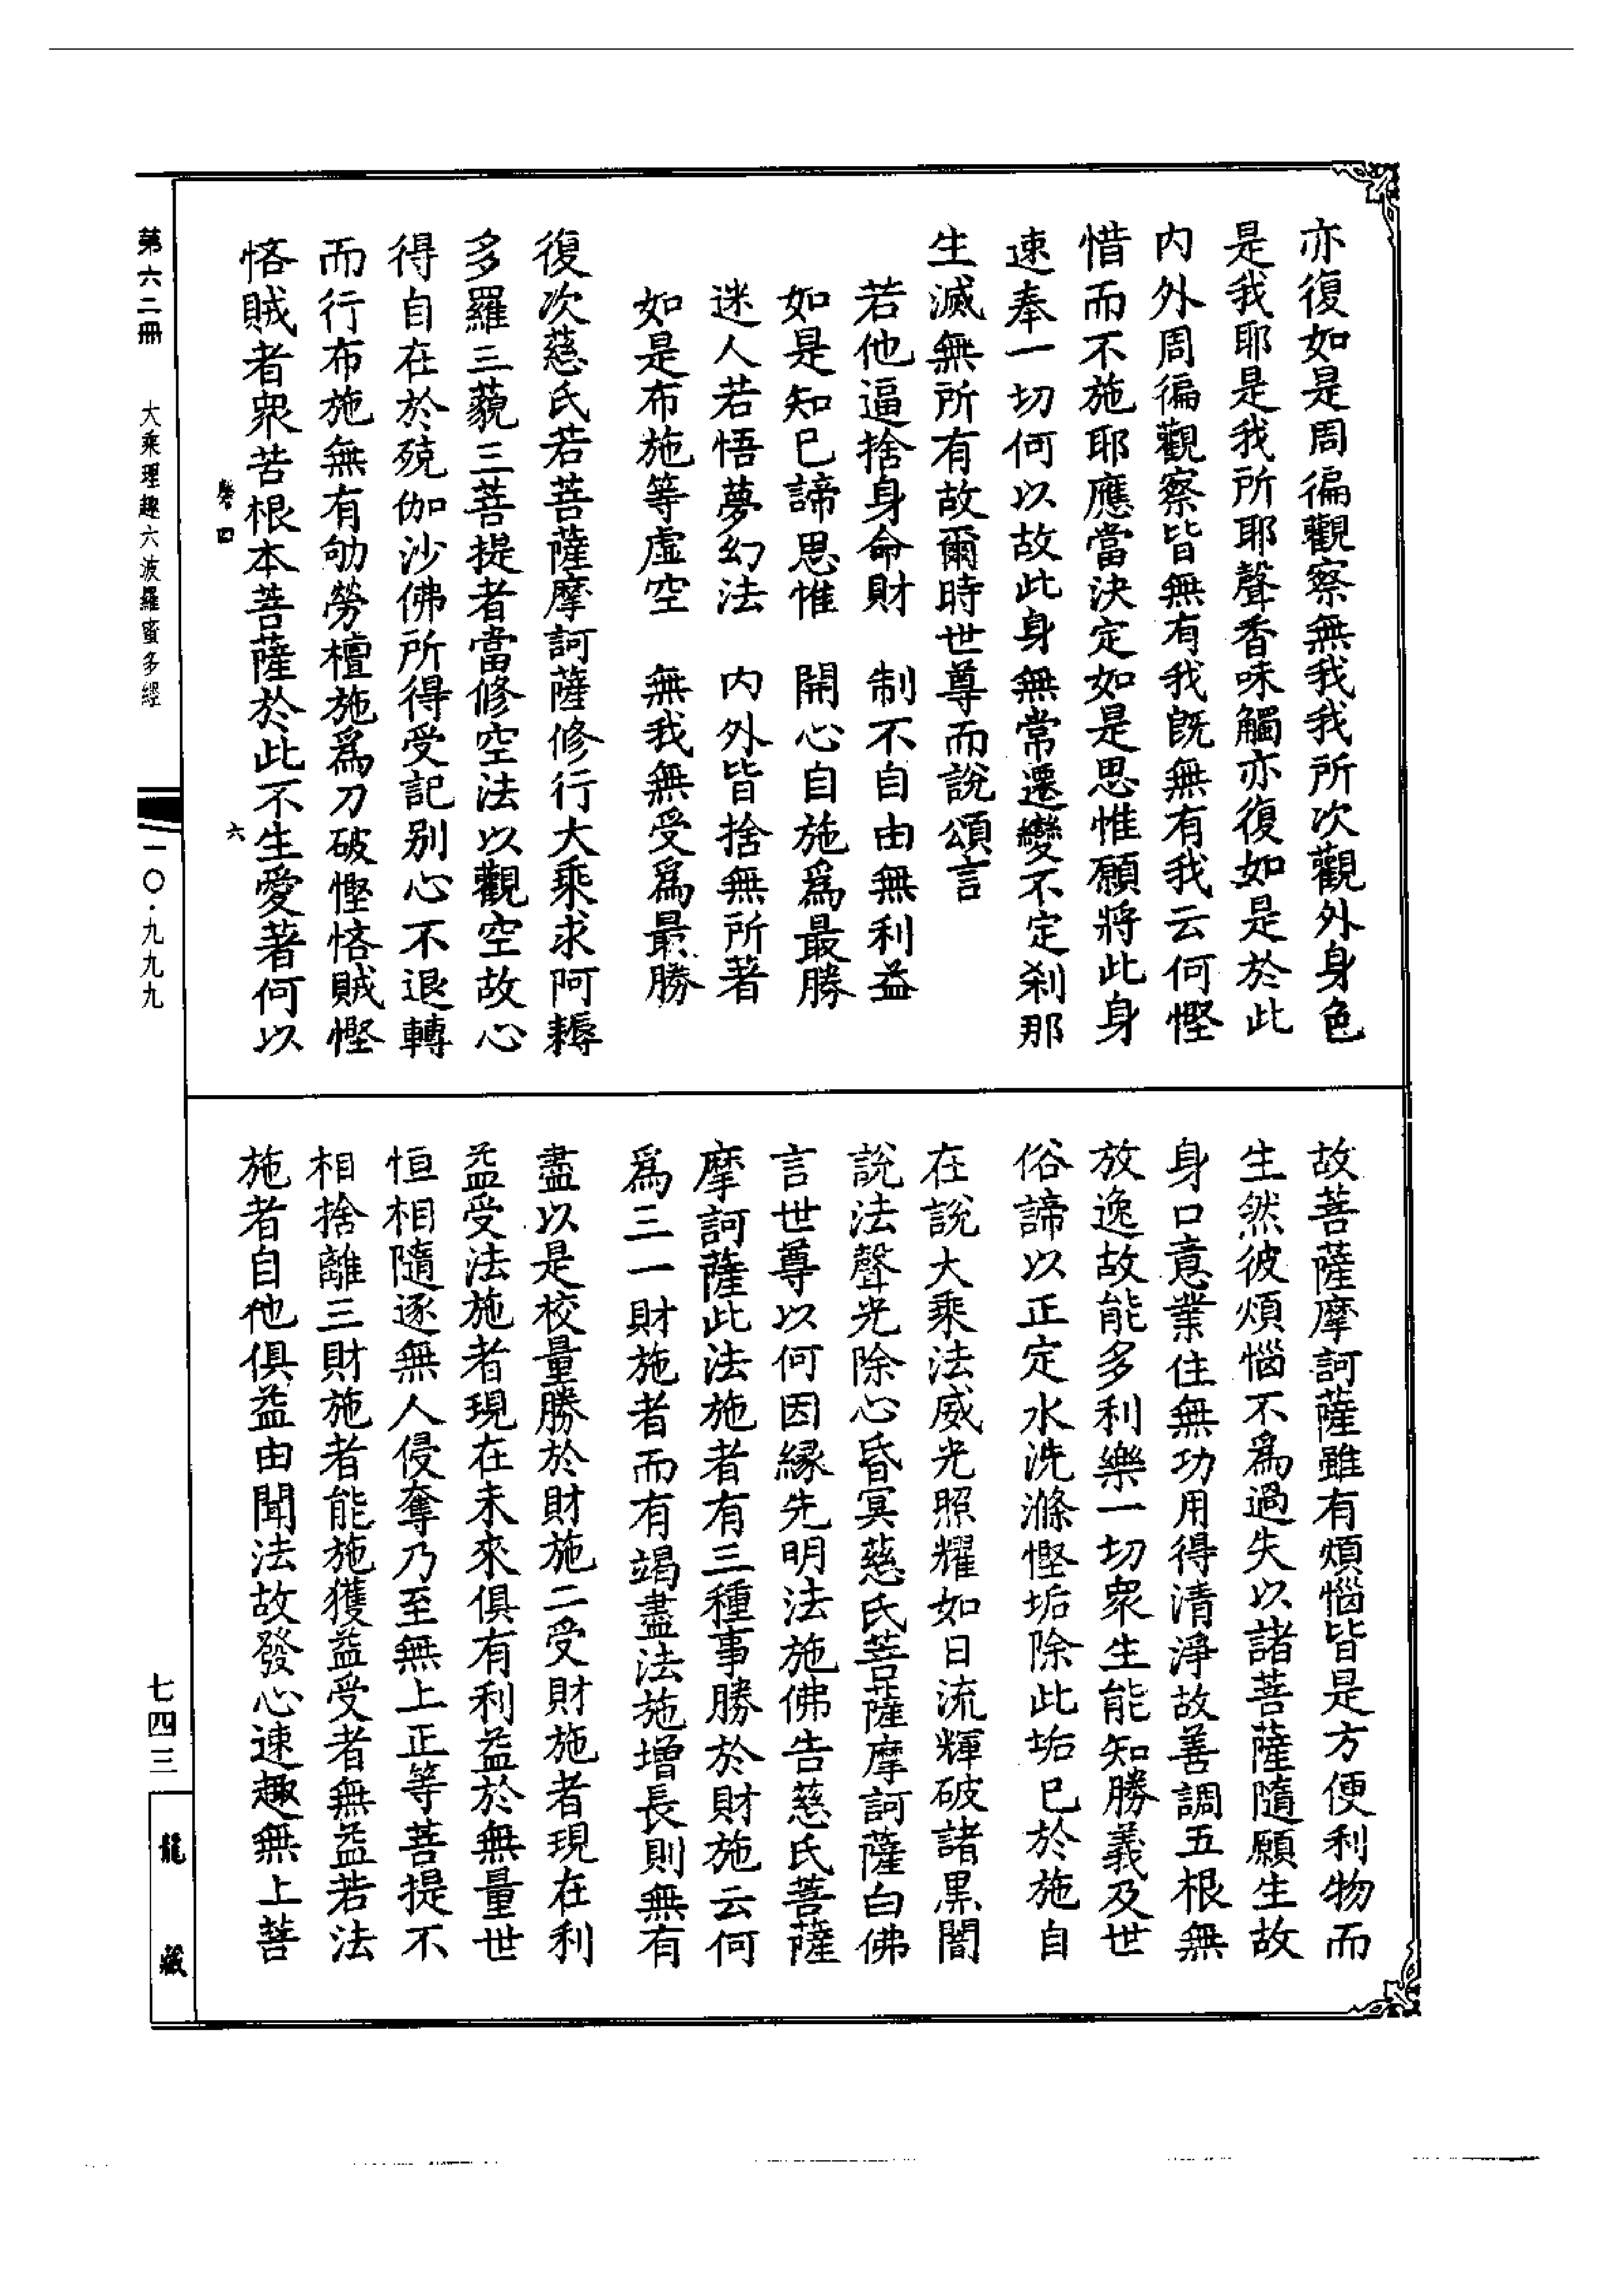 亦復如是周徧觀察無我我所次觀外身色
是我耶是我所耶聲香味觸亦復如是於此
内外周徧觀察皆無有我既無有我云何慳
惜而不施耶應當決定如是思惟願將此身
速奉一切何以故此身無常遷變不定刹那
生滅無所有故爾時世尊而說頌言
若他逼捨身命財　制不自由無利益
如是知已諦思惟　開心自施為最勝
迷人若悟夢幻法　内外皆捨無所著
如是布施等虛空　無我無受為最勝
復次慈氏若菩薩摩訶薩修行大乘求阿耨
多羅三藐三菩提者當修空法以觀空故心
得自在於殑伽沙佛所得受記别心不退轉
而行布施無有劬勞檀施為刀破慳悋賊慳
悋賊者衆苦根本菩薩於此不生愛著何以
故菩薩摩訶薩雖有煩惱皆是方便利物而
生然彼煩惱不為過失以諸菩薩隨願生故
身口意業住無功用得清淨故善調五根無
放逸故能多利樂一切衆生能知勝義及世
俗諦以正定水洗滌慳垢除此垢已於施自
在說大乘法威光照耀如日流輝破諸黑闇
說法聲光除心昏冥慈氏菩薩摩訶薩白佛
言世尊以何因緣先明法施佛告慈氏菩薩
摩訶薩此法施者有三種事勝於財施云何
為三一財施者而有竭盡法施增長則無有
盡以是校量勝於財施二受財施者現在利
益受法施者現在未來俱有利益於無量世
恒相隨逐無人侵奪乃至無上正等菩提不
相捨離三財施者能施獲益受者無益若法
施者自他俱益由聞法故發心速趣無上菩
第六二冊　大乘理趣六波羅蜜多經
一〇·九九九
七四三
龍藏
四
六